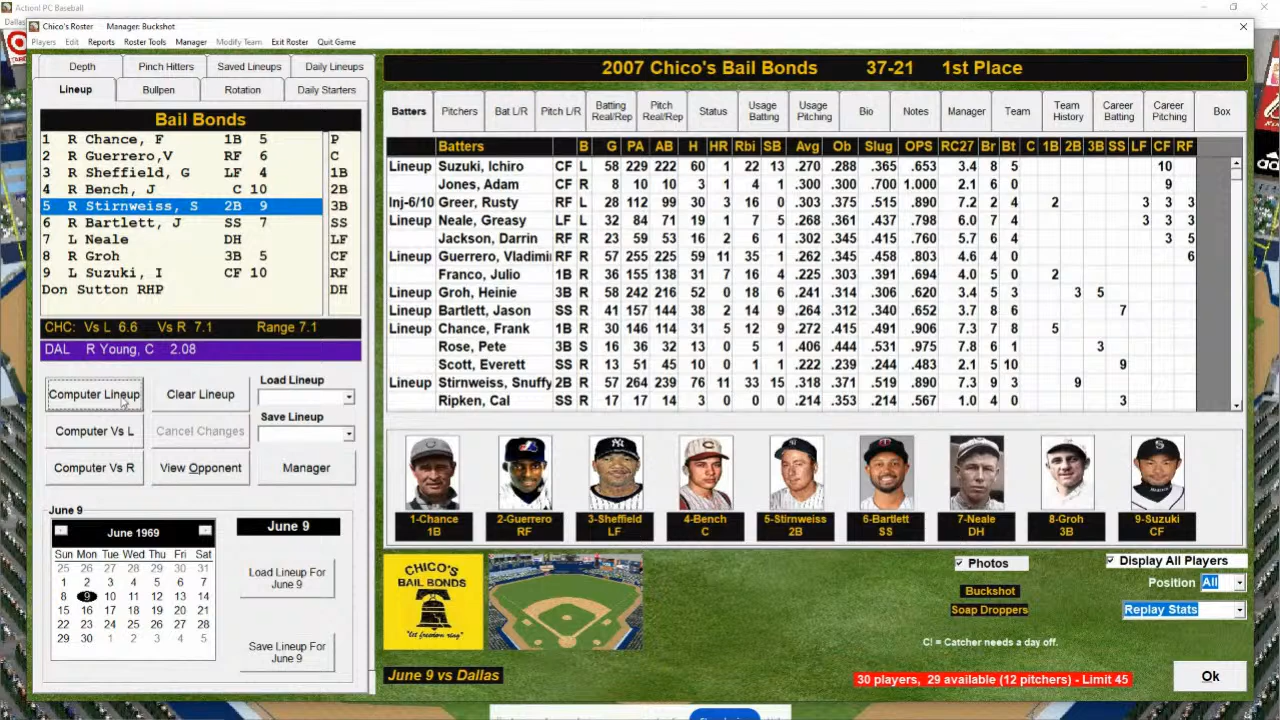 Action! PC Baseball
Chico's Roster Manager: Buckshot
Players Edit Reports Roster Tools Manager Modify Team Exit Roster Quit Game
Depth Pinch Hitters Saved Lineups Daily Lineups
Lineup Bullpen Rotation Daily Starters
Bail Bonds
1 R Chance, F 1B 5 P
2 R Guerrero,V RF 6 C
3 R Sheffield, G LF 4 1B
4 R Bench, J C 10 2B
5 R Stirnweiss, S 2B 9 3B
6 R Bartlett, J SS 7 SS
7 L Neale DH LF
8 R Groh 3B 5 CF
9 L Suzuki, I CF 10 RF
Don Sutton RHP DH
CHC: Vs L 6.6 Vs R 7.1 Range 7.1
DAL R Young, C 2.08
Computer Lineup Clear Lineup Load Lineup
Save Lineup
Computer Vs L Cancel Changes
Computer Vs R View Opponent Manager
June 9
June 1969
Sun Mon Tue Wed Thu Fri Sat
25 26 27 28 29 30 31
1 2 3 4 5 6 7
8 9 10 11 12 13 14
15 16 17 18 19 20 21
22 23 24 25 26 27 28
29 30 1 2 3 4 5
June 9
Load Lineup For
June 9
Save Lineup For
June 9
2007 Chico's Bail Bonds 37-21 1st Place
Batters Pitchers Bat L/R Pitch L/R Batting Real/Rep Pitch Real/Rep Status Usage Batting Usage Pitching Bio Notes Manager Team Team History Career Batting Career Pitching Box
Batters B G PA AB H HR Rbi SB Avg Ob Slug OPS RC27 Br Bt C 1B 2B 3B SS LF CF RF
Lineup Suzuki, Ichiro CF L 58 229 222 60 1 22 13 .270 .288 .365 .653 3.4 8 5 10
Jones, Adam CF R 8 10 10 3 1 4 1 .300 .300 .700 1.000 2.1 6 0 9
Inj-6/10 Greer, Rusty RF L 28 112 99 30 3 16 0 .303 .375 .515 .890 7.2 2 4 2 3 3 3
Lineup Neale, Greasy LF L 32 84 71 19 1 7 5 .268 .361 .437 .798 6.0 7 4 3 3 3
Jackson, Darrin RF R 23 59 53 16 2 6 1 .302 .345 .415 .760 5.7 6 4 3 5
Lineup Guerrero, Vladimi RF R 57 255 225 59 11 35 1 .262 .345 .458 .803 4.6 4 0 6
Franco, Julio 1B R 36 155 138 31 7 16 4 .225 .303 .391 .694 4.0 5 0 2
Lineup Groh, Heinie 3B R 58 242 216 52 0 18 6 .241 .314 .306 .620 3.4 5 3 3 5
Lineup Bartlett, Jason SS R 41 157 144 38 2 14 9 .264 .312 .340 .652 3.7 8 6 7
Lineup Chance, Frank 1B R 30 146 114 31 5 12 9 .272 .415 .491 .906 7.3 7 8 5
Rose, Pete 3B S 16 36 32 13 0 5 0 .406 .444 .531 .975 7.8 6 1 3
Scott, Everett SS R 13 51 45 10 0 1 1 .222 .239 .244 .483 2.1 5 10 9
Lineup Stirnweiss, Snuffy 2B R 57 264 239 76 11 33 15 .318 .371 .519 .890 7.3 9 3 9
Ripken, Cal SS R 17 17 14 3 0 0 0 .214 .353 .214 .567 1.0 4 0 3
1-Chance 2-Guerrero 3-Sheffield 4-Bench 5-Stirnweiss 6-Bartlett 7-Neale 8-Groh 9-Suzuki
1B RF LF C 2B SS DH 3B CF
CHICO'S
BAIL BONDS
"let freedom ring"
June 9 vs Dallas
Photos
Buckshot
Soap Droppers
Display All Players
Position All
Replay Stats
C! = Catcher needs a day off.
30 players, 29 available (12 pitchers) - Limit 45
Ok